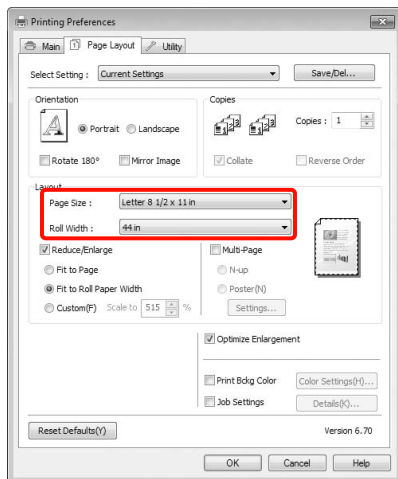 Printing Preferences
Main Page Layout Utility
Select Setting : Current Settings Save/Del...
Orientation Copies
Portrait Landscape Copies : 1
Rotate 180° Mirror Image Collate Reverse Order
Layout
Page Size : Letter 8 1/2 x 11 in
Roll Width : 44 in
Reduce/Enlarge Multi-Page
Fit to Page N-up
Fit to Roll Paper Width Poster(N)
Custom(F) Scale to 515 % Settings...
Optimize Enlargement
Print Bckg Color Color Settings(H)...
Job Settings Details(K)...
Reset Defaults(Y) Version 6.70
OK Cancel Help